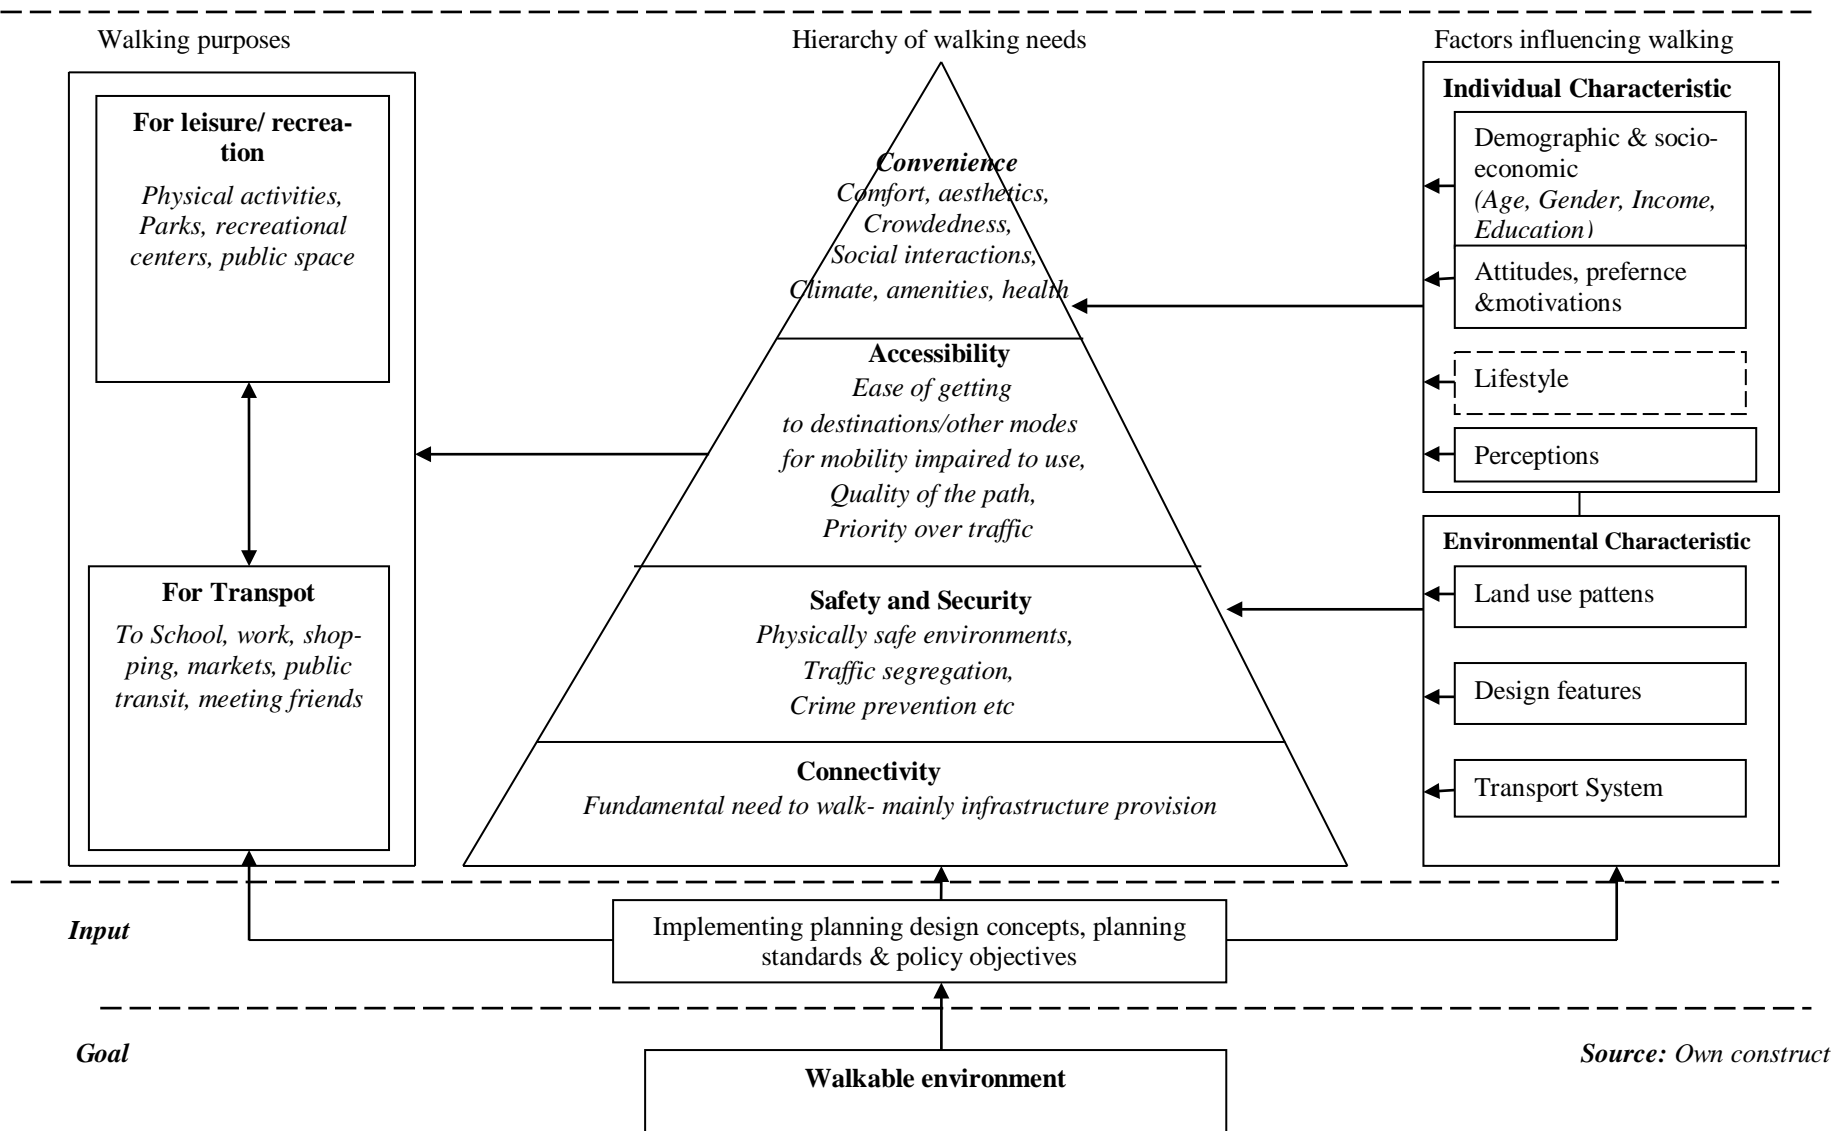 Walking purposes
Hierarchy of walking needs
Factors influencing walking
For leisure/ recrea-
tion
Physical activities,
Parks, recreational
centers, public space
For Transpot
To School, work, shop-
ping, markets, public
transit, meeting friends
Convenience
Comfort, aesthetics,
Crowdedness,
Social interactions,
Climate, amenities, health
Accessibility
Ease of getting
to destinations/other modes
for mobility impaired to use,
Quality of the path,
Priority over traffic
Safety and Security
Physically safe environments,
Traffic segregation,
Crime prevention etc
Connectivity
Fundamental need to walk- mainly infrastructure provision
Individual Characteristic
Demographic & socio-
economic
(Age, Gender, Income,
Education)
Attitudes, prefernce
&motivations
Lifestyle
Perceptions
Environmental Characteristic
Land use pattens
Design features
Transport System
Input
Implementing planning design concepts, planning
standards & policy objectives
Goal
Walkable environment
Source: Own construct